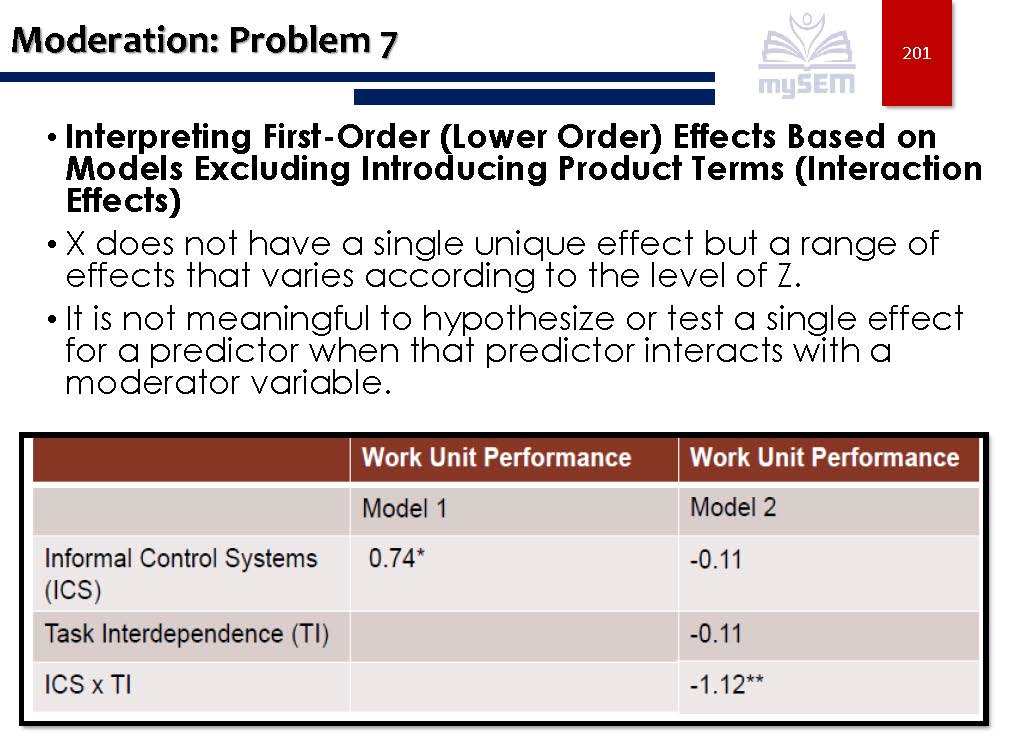 Moderation: Problem 7
mySEM
201
• Interpreting First-Order (Lower Order) Effects Based on
Models Excluding Introducing Product Terms (Interaction
Effects)
• X does not have a single unique effect but a range of
effects that varies according to the level of Z.
• It is not meaningful to hypothesize or test a single effect
for a predictor when that predictor interacts with a
moderator variable.
Work Unit Performance Work Unit Performance
Model 1 Model 2
Informal Control Systems 0.74* -0.11
(ICS)
Task Interdependence (TI) -0.11
ICS x TI -1.12**